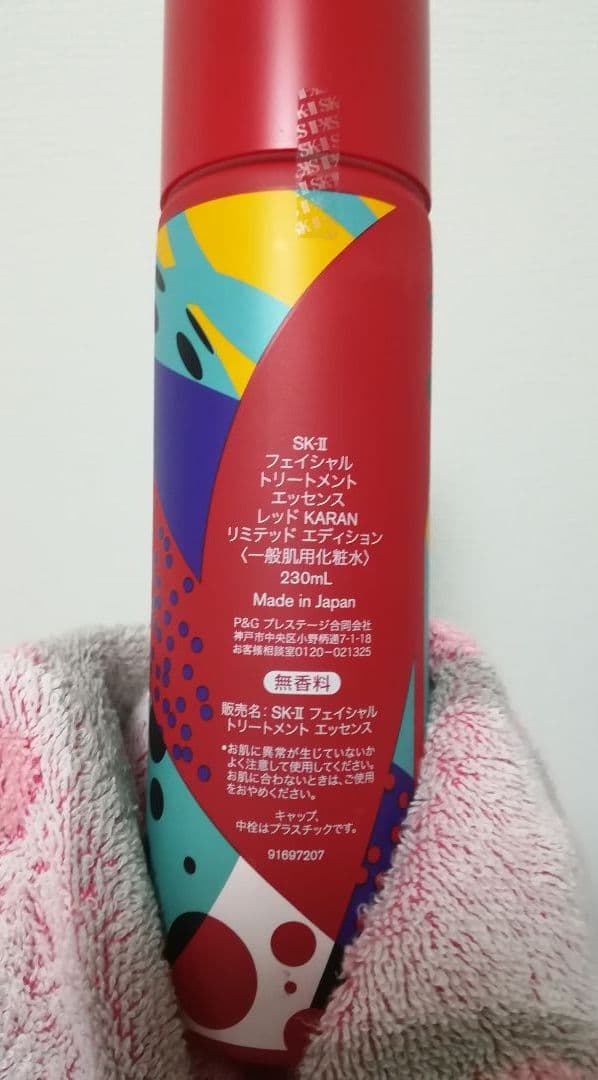 SK-II
フェイシャル
トリートメント
エッセンス
レッド KARAN
リミテッド エディション
〈一般肌用化粧水〉
230mL
Made in Japan
P&G プレステージ合同会社
神戸市中央区小野柄通7-1-18
お客様相談室0120-021325
無香料
販売名：SK-II フェイシャル
トリートメント エッセンス
•お肌に異常が生じていないか
よく注意して使用してください。
お肌に合わないときは、ご使用
をおやめください。
キャップ、
中栓はプラスチックです。
91697207